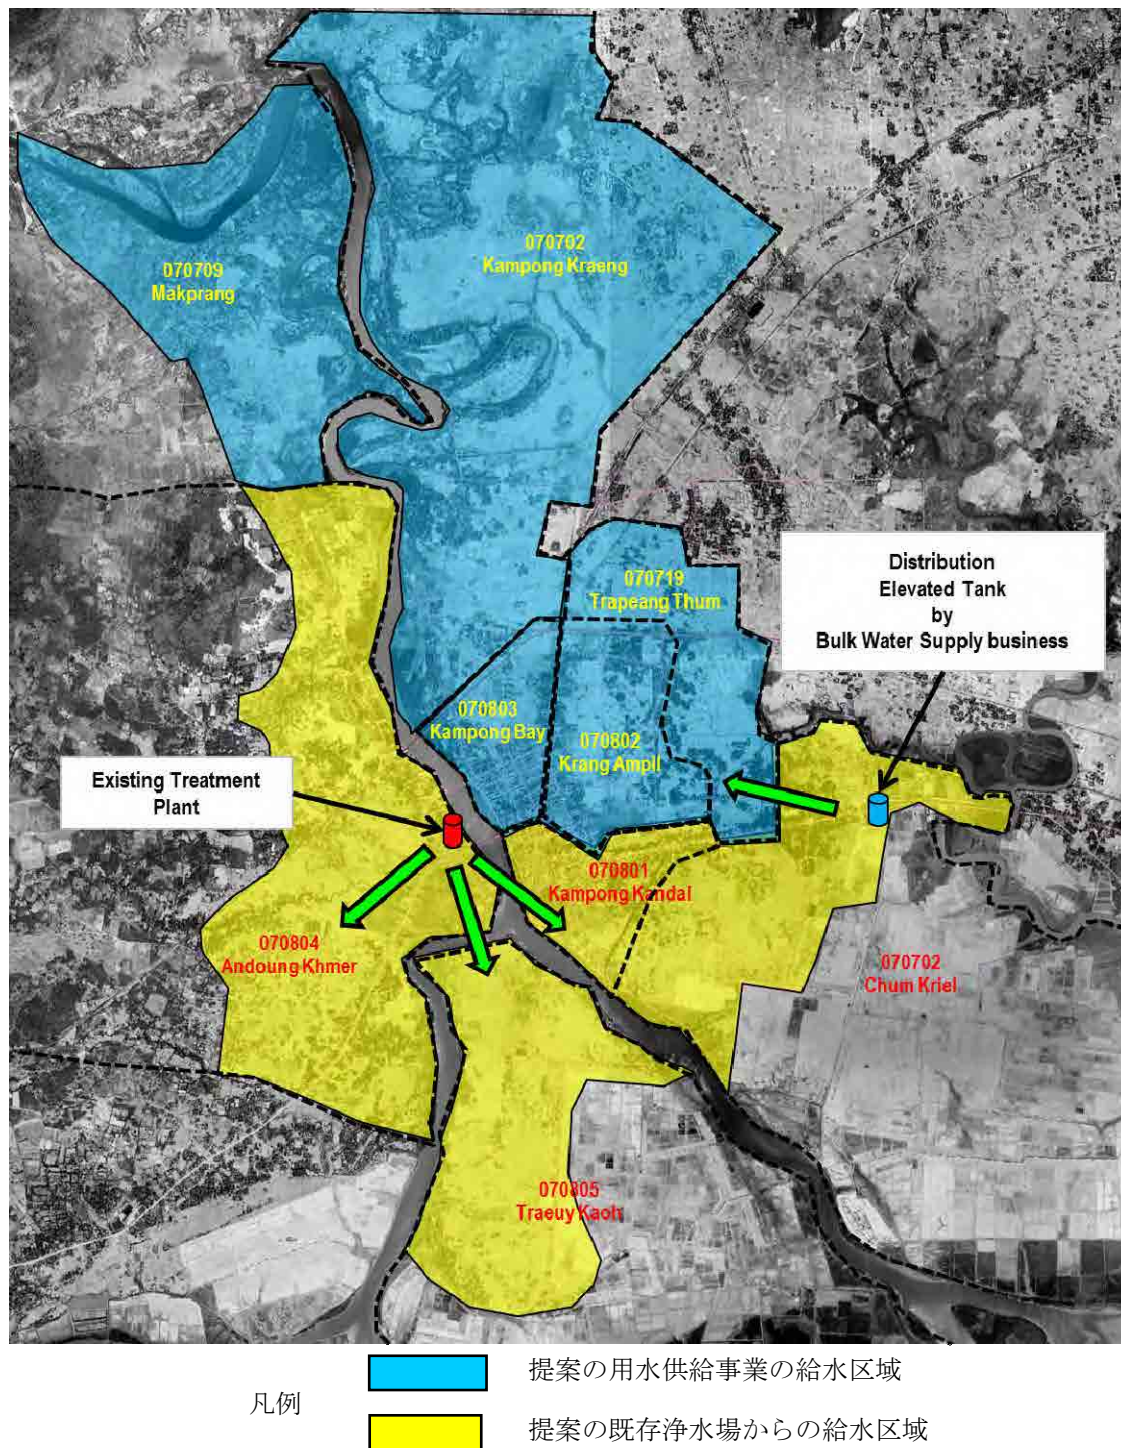 070702
Kampong Kraeng
070709
Makprang
Distribution
Elevated Tank
by
Bulk Water Supply business
070719
Trapeang Thum
070803
Kampong Bay
070802
Krang Ampil
Existing Treatment
Plant
070801
Kampong Kandal
070804
Andoung Khmer
070702
Chum Kriel
070805
Traeuy Kaoh
凡例
提案の用水供給事業の給水区域
提案の既存浄水場からの給水区域